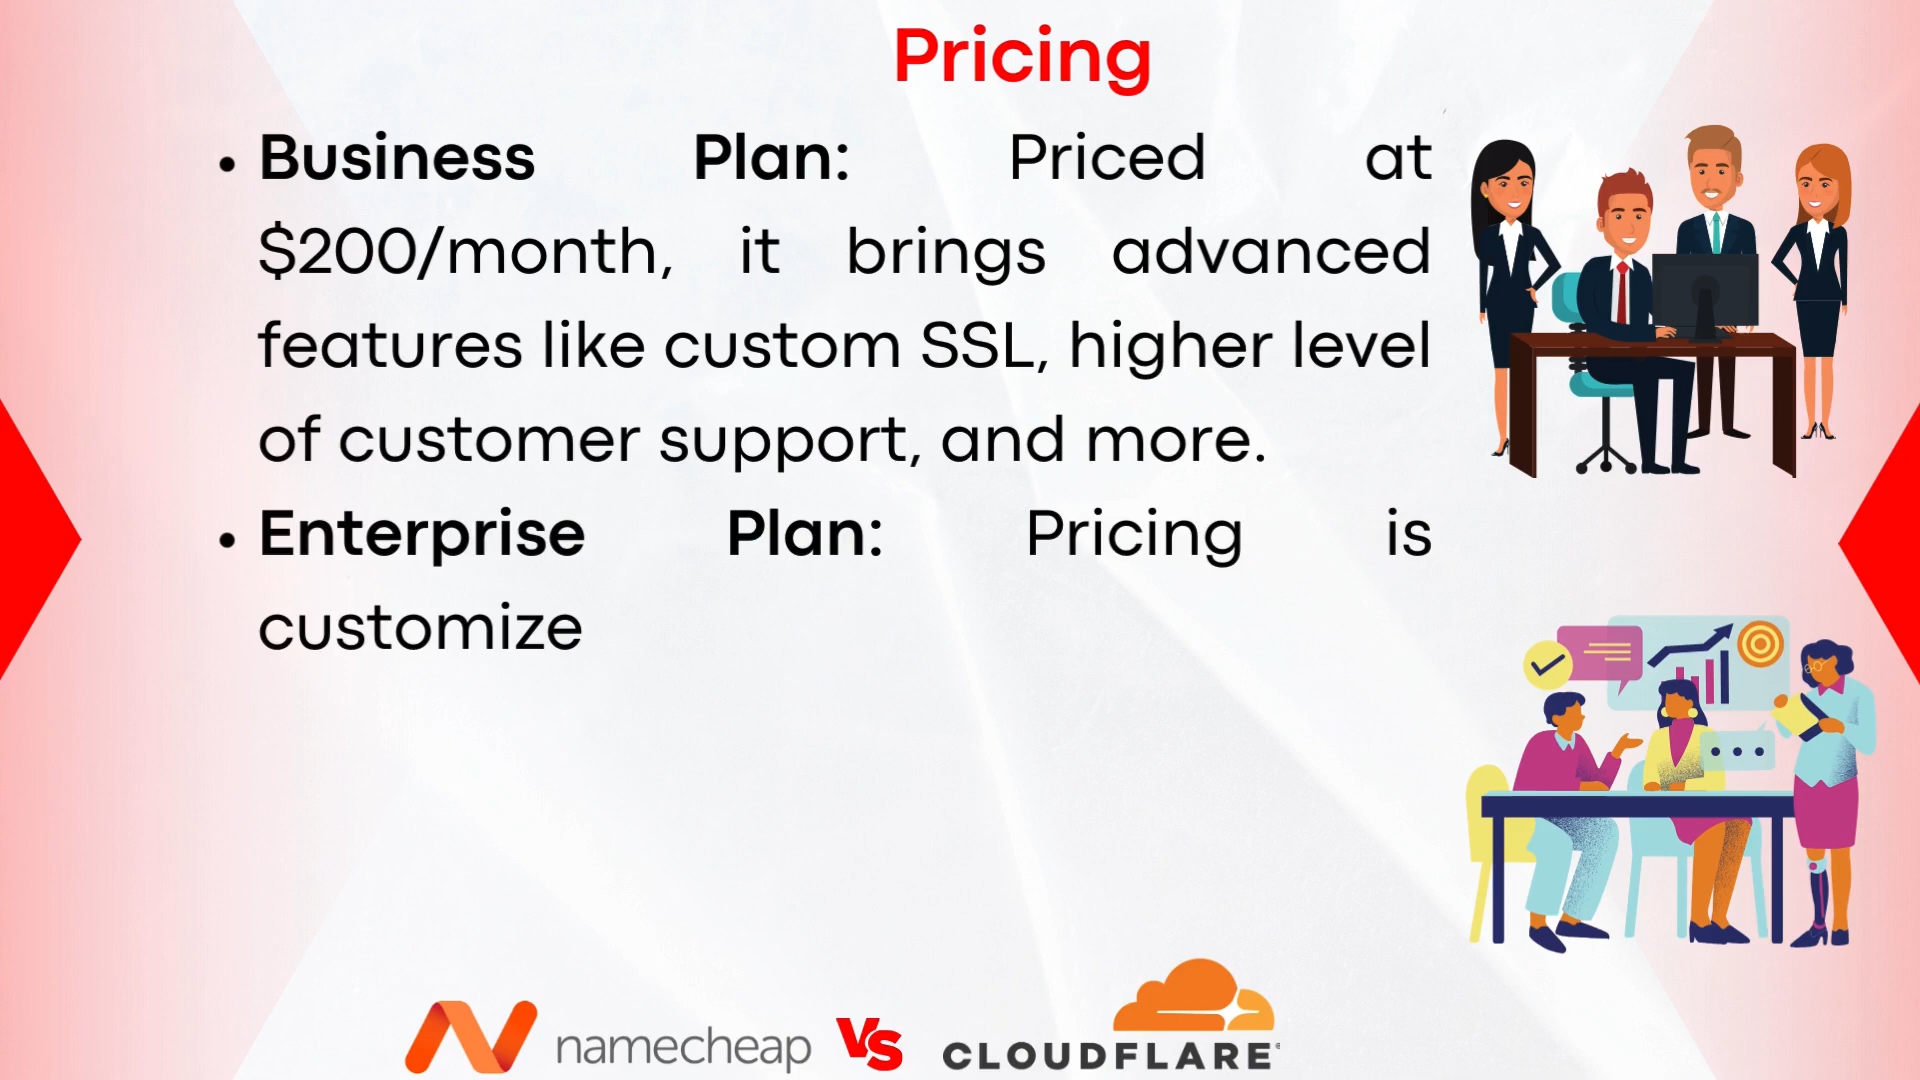 Pricing
• Business Plan: Priced at
$200/month, it brings advanced
features like custom SSL, higher level
of customer support, and more.
• Enterprise Plan: Pricing is
customize
namecheap VS CLOUDFLARE